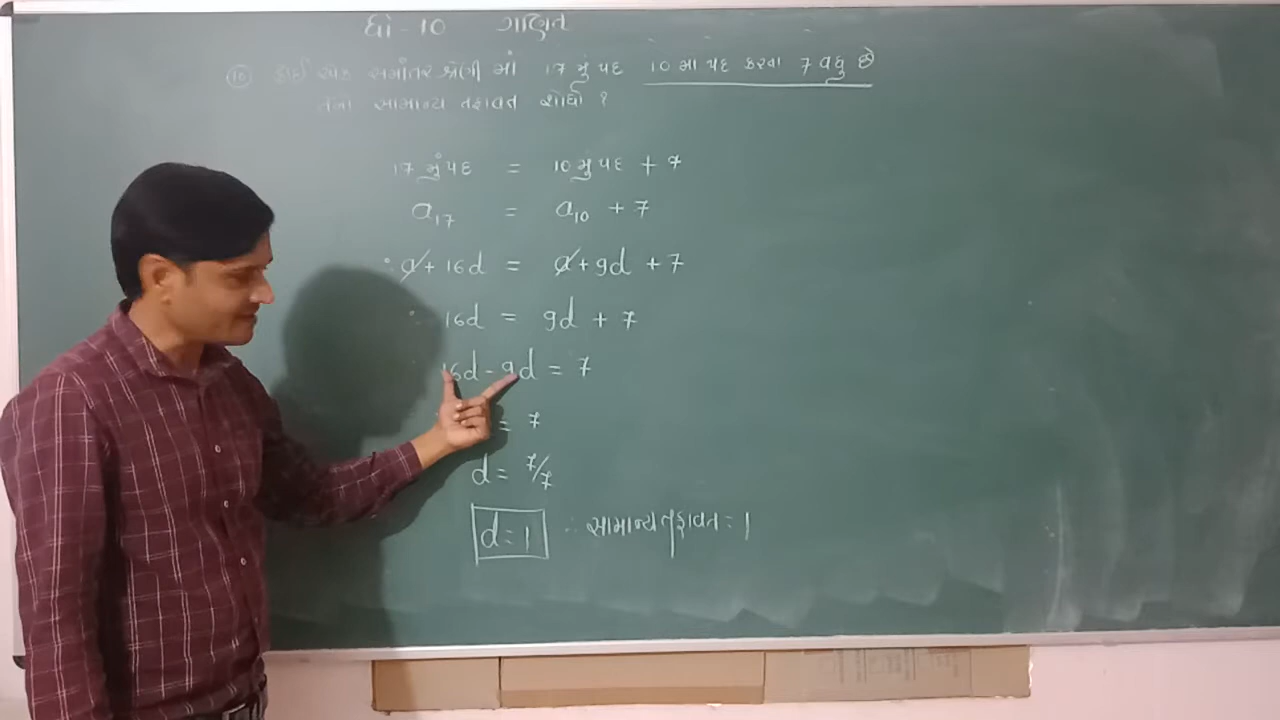 ધો - 10 ગણિત
(10) કોઈ એક સમાંતર શ્રેણી માં 17 મું પદ 10 મા પદ કરતા 7 વધુ છે
તેનો સામાન્ય તફાવત શોધો ?
17 મું પદ = 10 મું પદ + 7
a₁₇ = a₁₀ + 7
a + 16d = a + 9d + 7
16d = 9d + 7
16d - 9d = 7
= 7
d = 7/7
d = 1 ∴ સામાન્ય તફાવત = 1